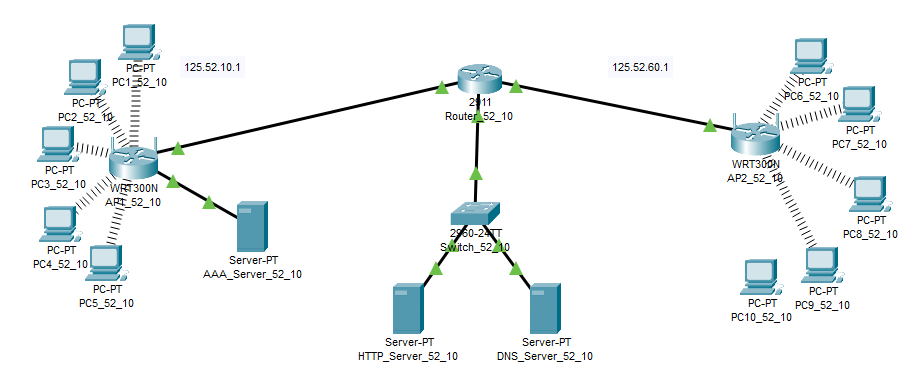 PC-PT
PC1_52_10
125.52.10.1
PC-PT
PC2_52_10
PC-PT
PC3_52_10
WRT300N
AP1_52_10
PC-PT
PC4_52_10
PC-PT
PC5_52_10
Server-PT
AAA_Server_52_10
2911
Router_52_10
2960-24TT
Switch_52_10
Server-PT
HTTP_Server_52_10
Server-PT
DNS_Server_52_10
125.52.60.1
PC-PT
PC6_52_10
PC-PT
PC7_52_10
WRT300N
AP2_52_10
PC-PT
PC8_52_10
PC-PT
PC9_52_10
PC-PT
PC10_52_10